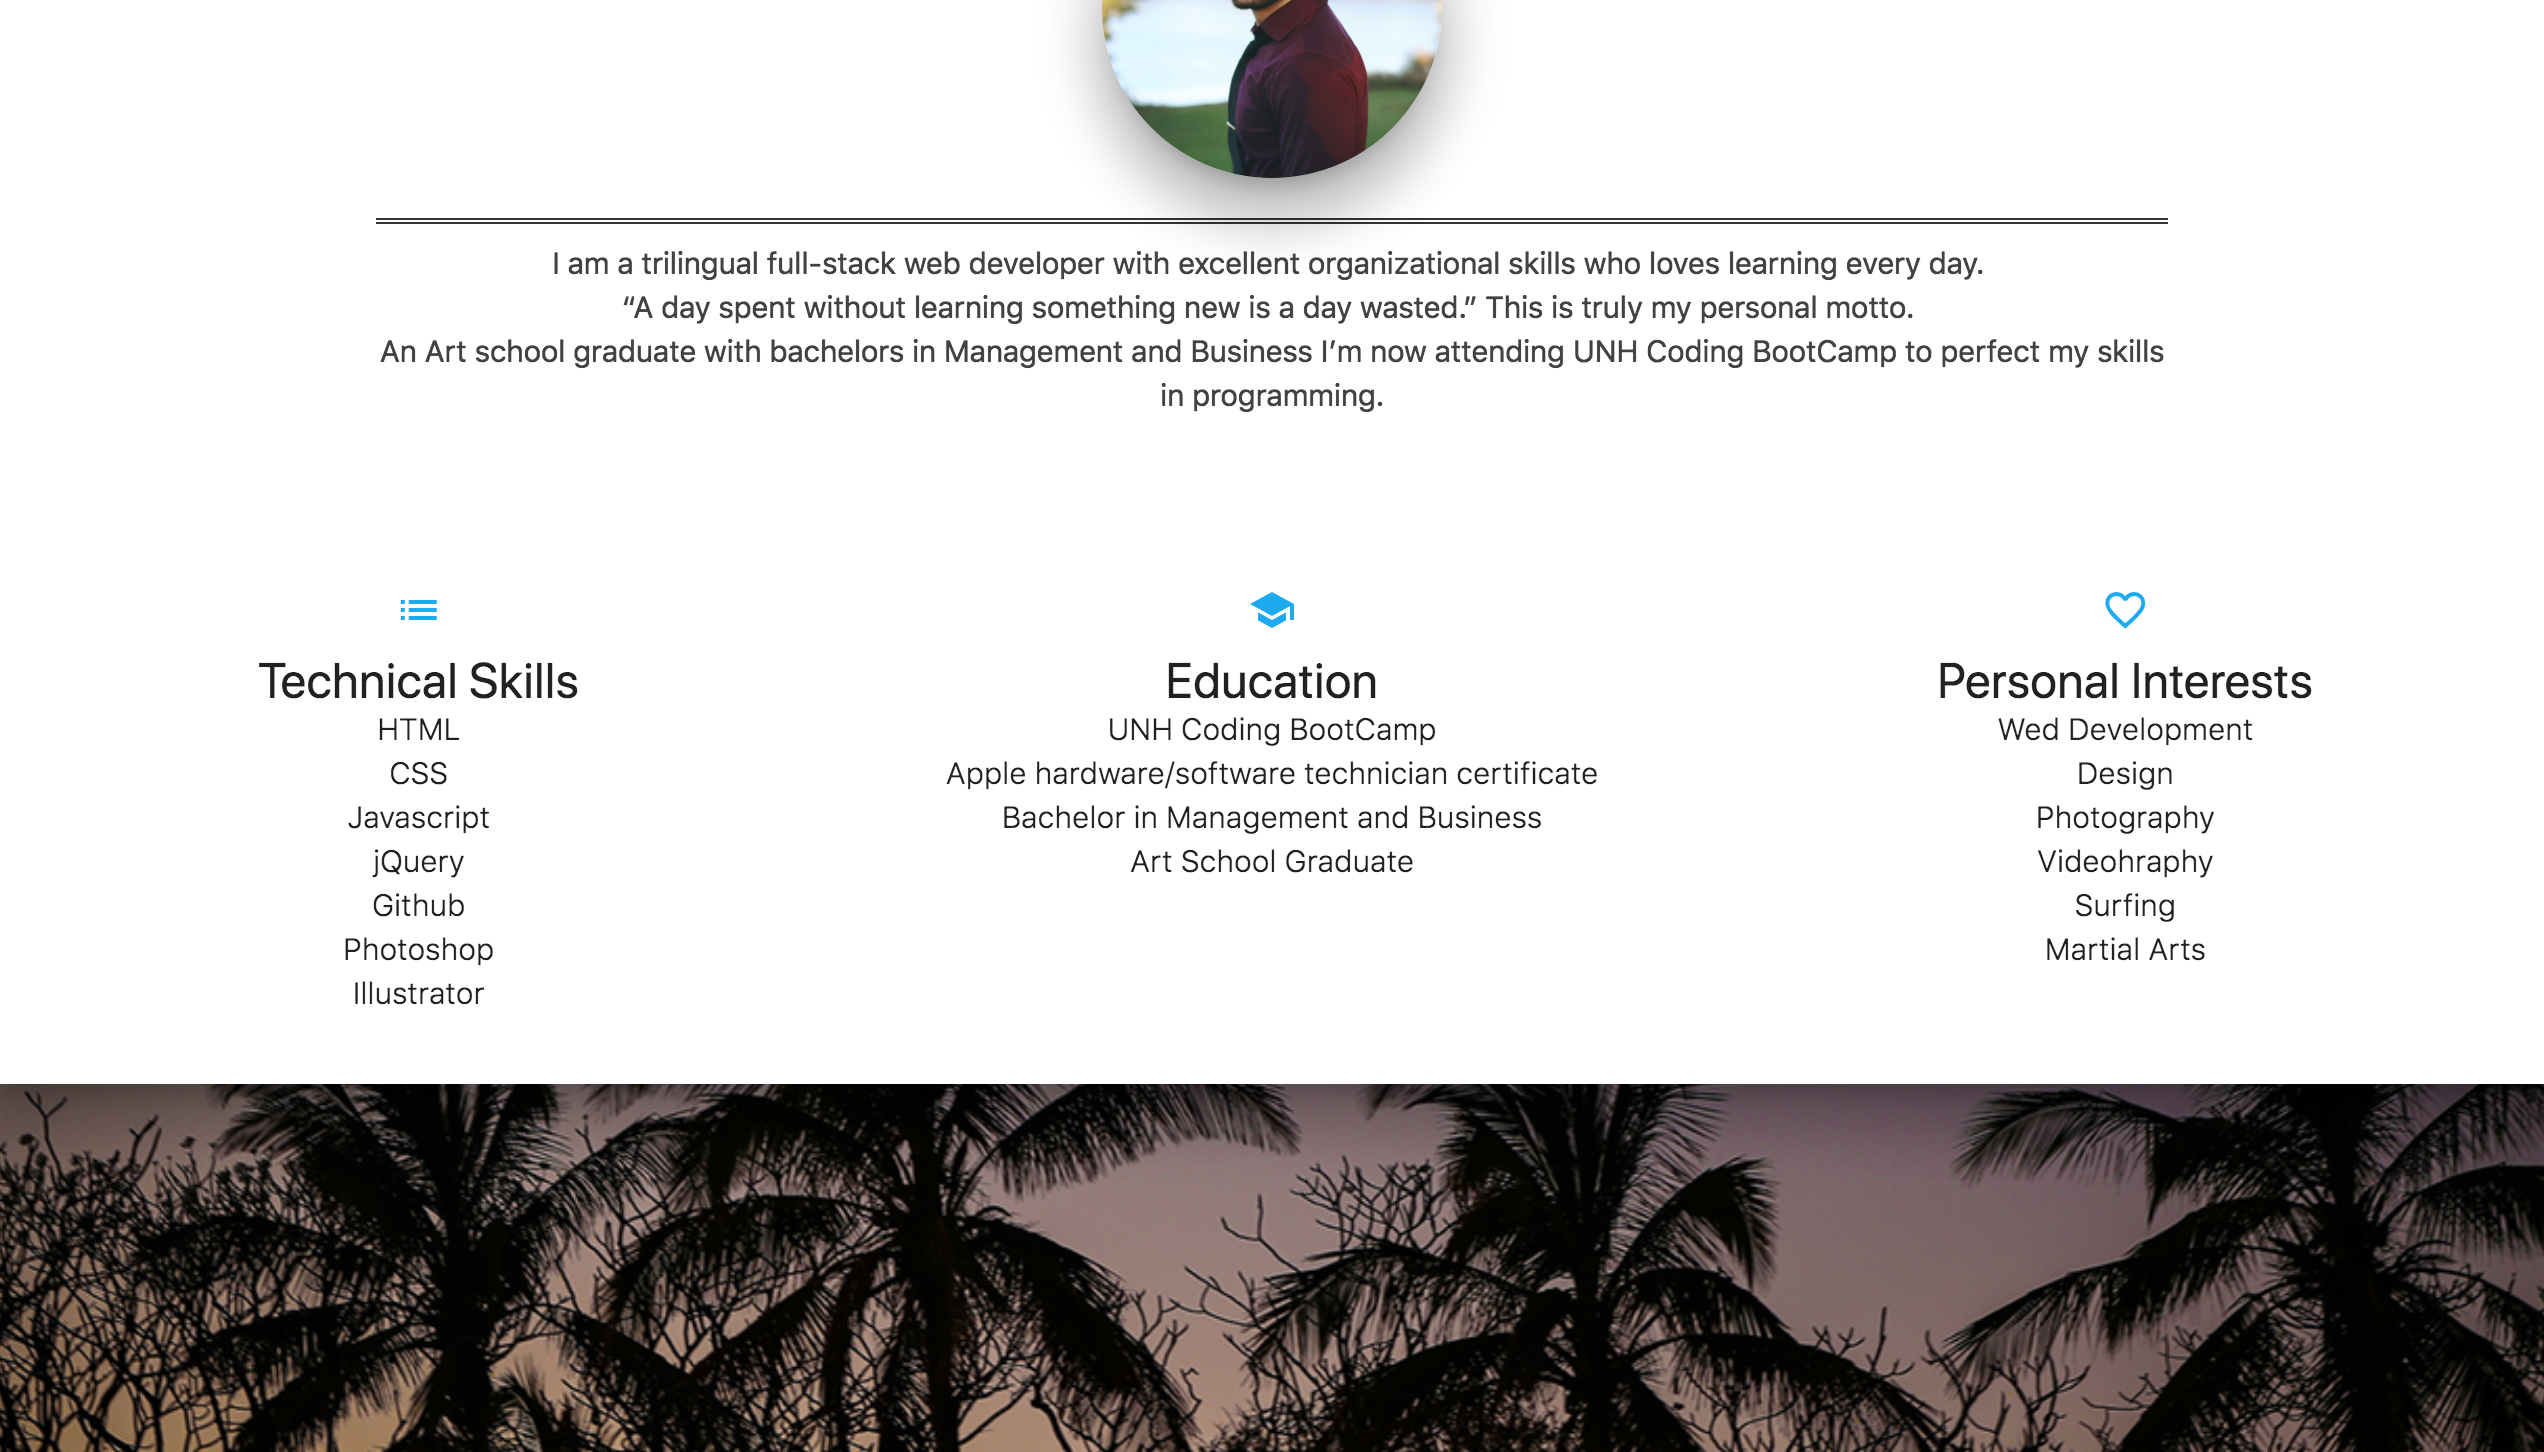 I am a trilingual full-stack web developer with excellent organizational skills who loves learning every day.
“A day spent without learning something new is a day wasted.” This is truly my personal motto.
An Art school graduate with bachelors in Management and Business I’m now attending UNH Coding BootCamp to perfect my skills
in programming.
Technical Skills
HTML
CSS
Javascript
jQuery
Github
Photoshop
Illustrator
Education
UNH Coding BootCamp
Apple hardware/software technician certificate
Bachelor in Management and Business
Art School Graduate
Personal Interests
Wed Development
Design
Photography
Videohraphy
Surfing
Martial Arts